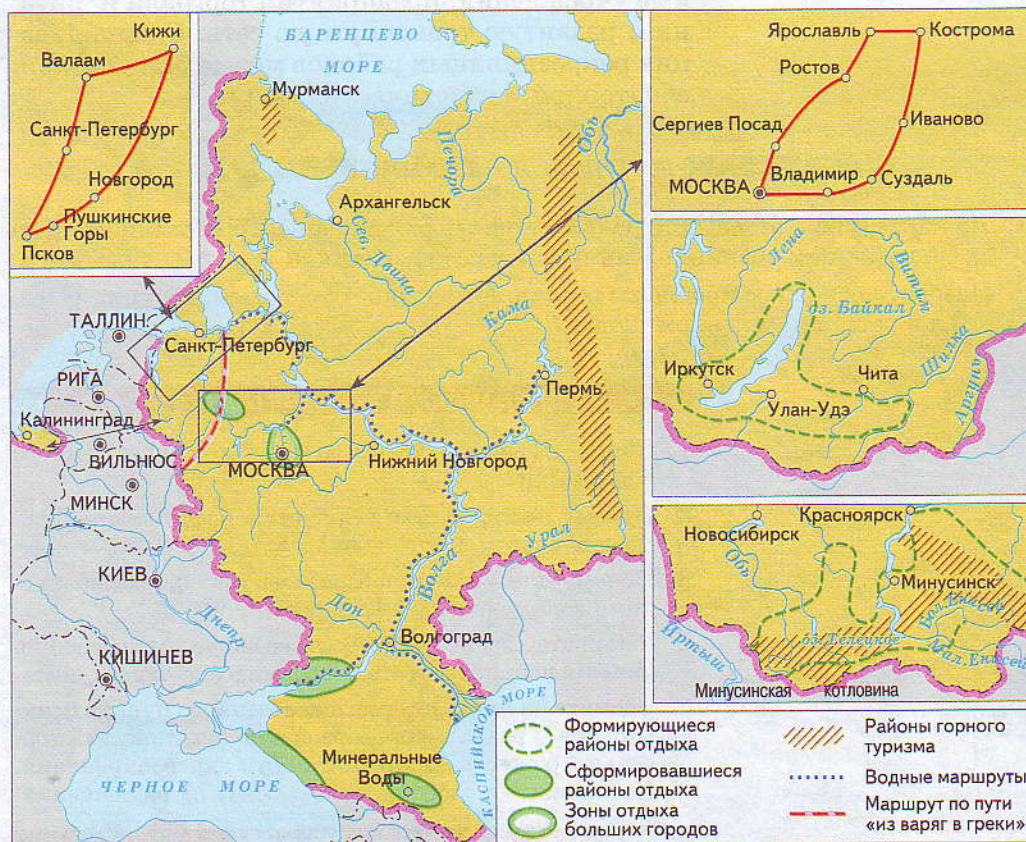 Кижи
Валаам
Санкт-Петербург
Новгород
Пушкинские
Горы
Псков
БАРЕНЦЕВО
МОРЕ
Мурманск
Печора
Обь
Архангельск
Сев. Двина
Кама
ТАЛЛИН
Санкт-Петербург
РИГА
Пермь
Калининград
ВИЛЬНЮС
МОСКВА
Нижний Новгород
МИНСК
Урал
Волга
КИЕВ
Днепр
Дон
Волгоград
КИШИНЕВ
КАСПИЙСКОЕ МОРЕ
Минеральные
Воды
ЧЕРНОЕ МОРЕ
Ярославль
Кострома
Ростов
Сергиев Посад
Иваново
Владимир
Суздаль
МОСКВА
Лена
Витим
оз. Байкал
Иркутск
Чита
Шилка
Улан-Удэ
Аргунь
Красноярск
Новосибирск
Обь
Минусинск
Бол. Енисей
оз. Телецкое
Мал. Енисей
Иртыш
Минусинская котловина
Формирующиеся
районы отдыха
Сформировавшиеся
районы отдыха
Зоны отдыха
больших городов
Районы горного
туризма
Водные маршруты
Маршрут по пути
«из варяг в греки»